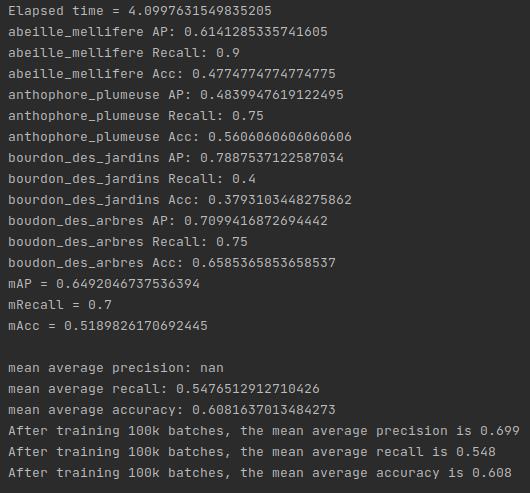 Elapsed time = 4.0997631549835205
abeille_mellifere AP: 0.6141285335741605
abeille_mellifere Recall: 0.9
abeille_mellifere Acc: 0.4774774774774775
anthophore_plumeuse AP: 0.4839947619122495
anthophore_plumeuse Recall: 0.75
anthophore_plumeuse Acc: 0.5606060606060606
bourdon_des_jardins AP: 0.7887537122587034
bourdon_des_jardins Recall: 0.4
bourdon_des_jardins Acc: 0.3793103448275862
boudon_des_arbres AP: 0.7099416872694442
boudon_des_arbres Recall: 0.75
boudon_des_arbres Acc: 0.6585365853658537
mAP = 0.6492046737536394
mRecall = 0.7
mAcc = 0.5189826170692445
mean average precision: nan
mean average recall: 0.5476512912710426
mean average accuracy: 0.6081637013484273
After training 100k batches, the mean average precision is 0.699
After training 100k batches, the mean average recall is 0.548
After training 100k batches, the mean average accuracy is 0.608